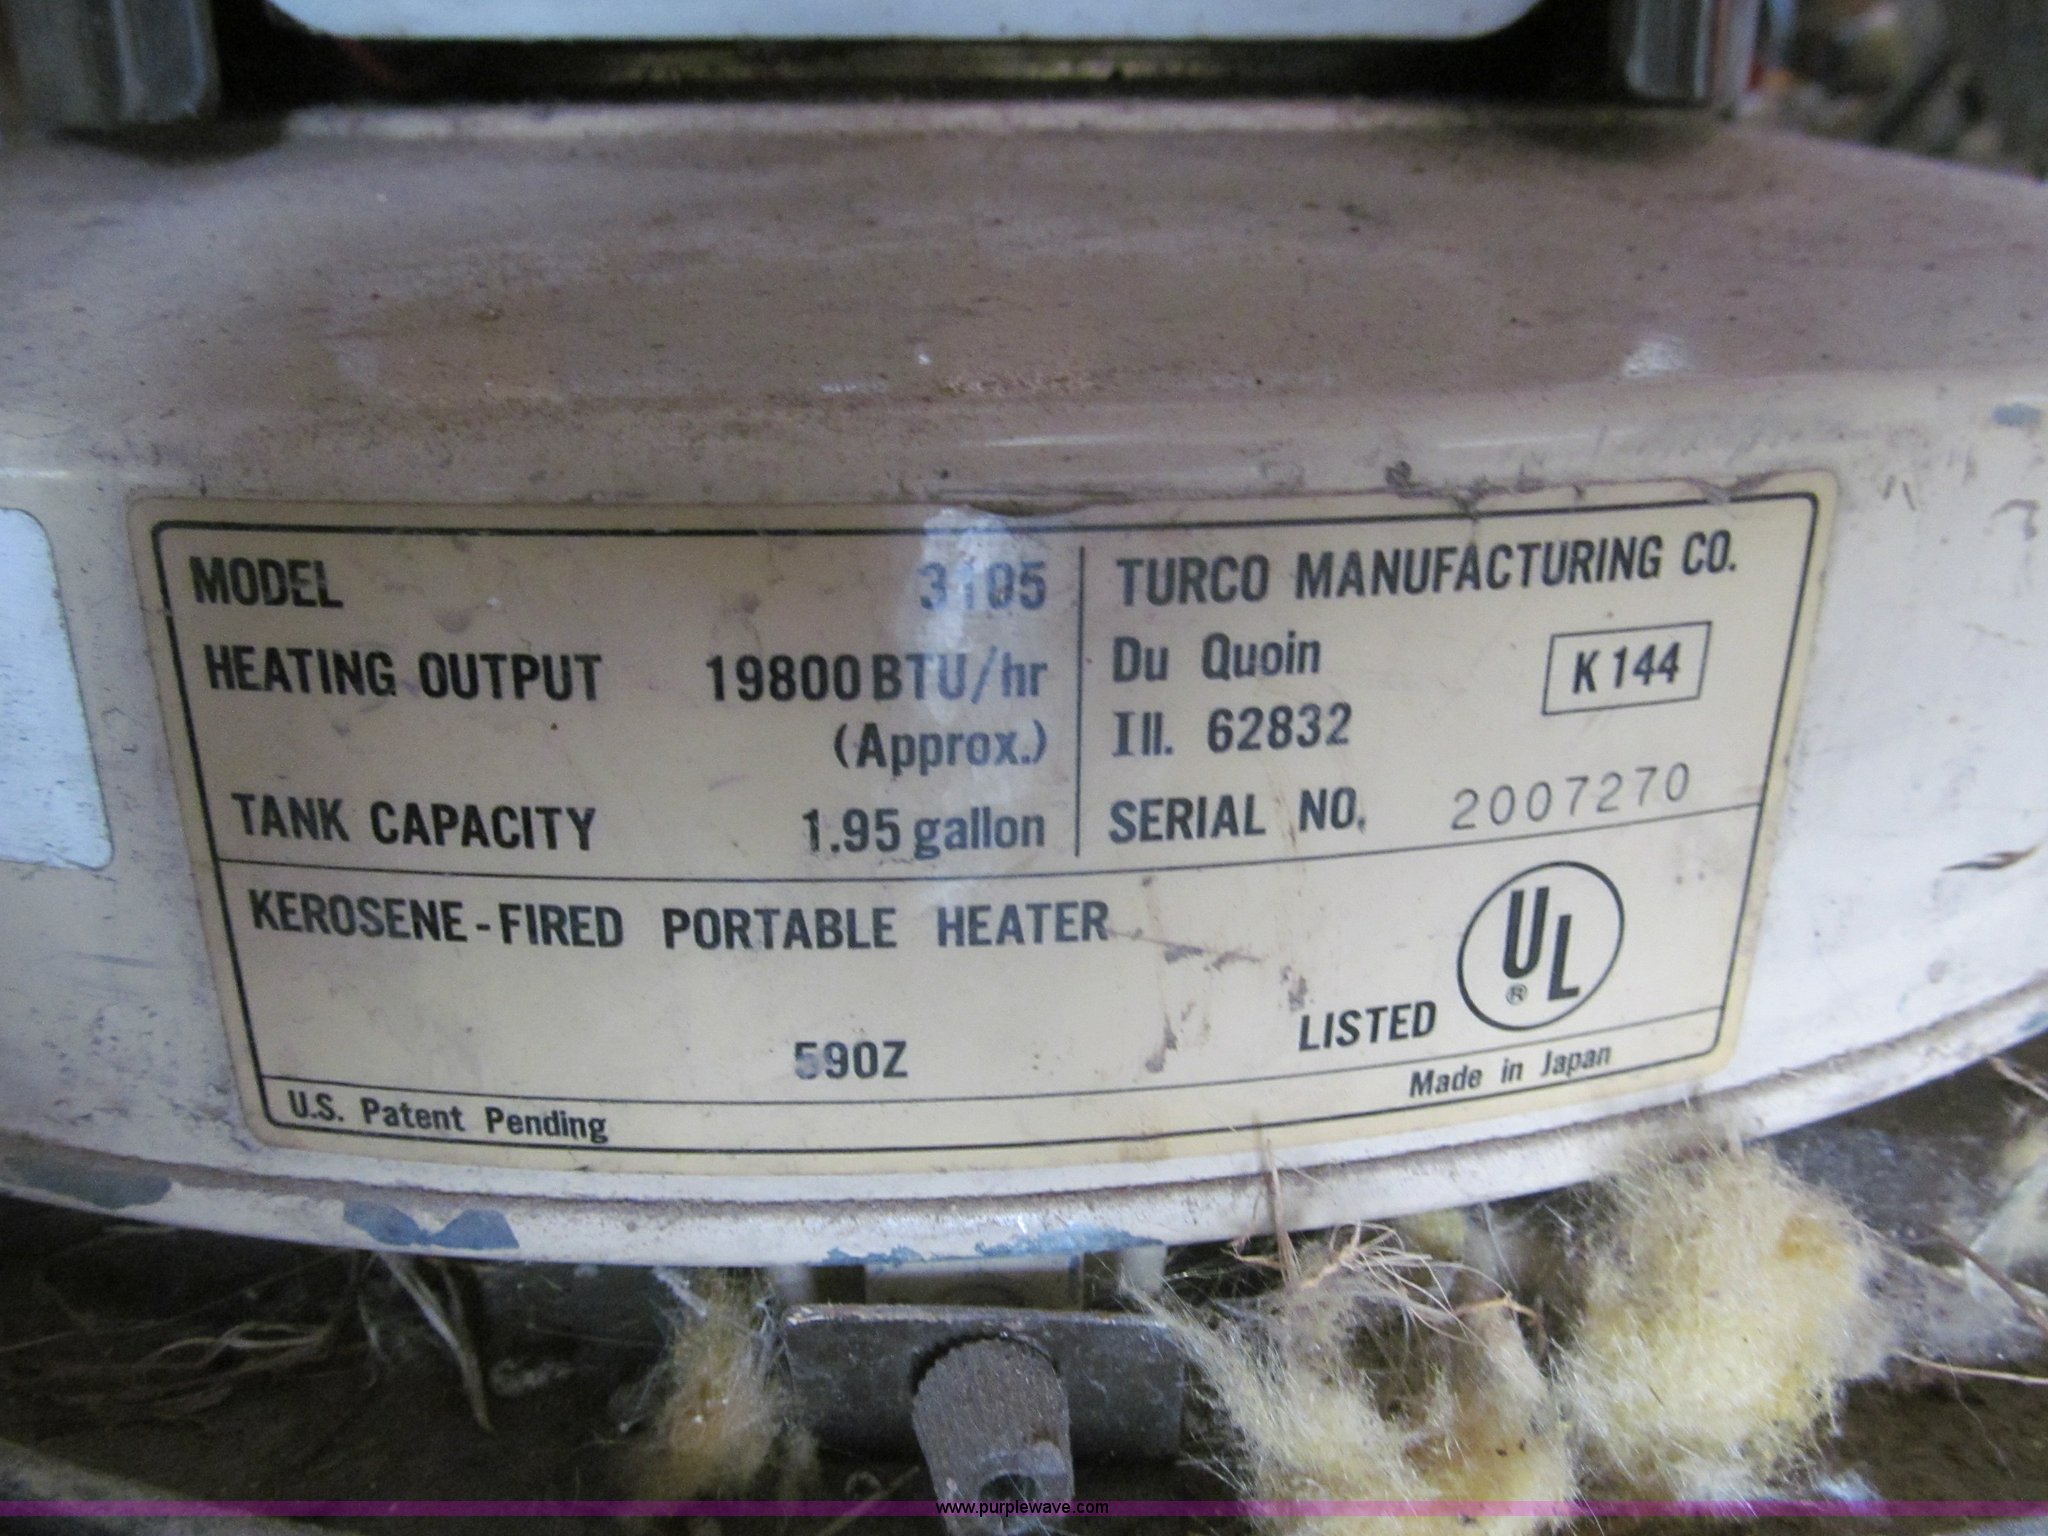 MODEL 3105
HEATING OUTPUT 19800 BTU/hr
(Approx.)
TANK CAPACITY 1.95 gallon
TURCO MANUFACTURING CO.
Du Quoin
Ill. 62832
K 144
SERIAL NO. 2007270
KEROSENE-FIRED PORTABLE HEATER
590Z
LISTED UL ®
U.S. Patent Pending
Made in Japan
www.purplewave.com